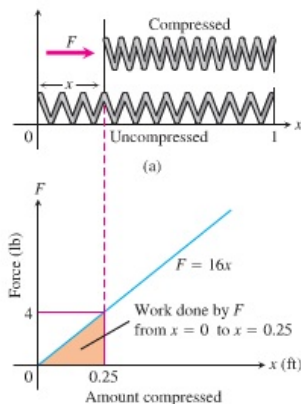 Compressed
F
x
x
0
Uncompressed
1
(a)
F
Force (lb)
F = 16x
4
Work done by F
from x = 0 to x = 0.25
0
0.25
x (ft)
Amount compressed